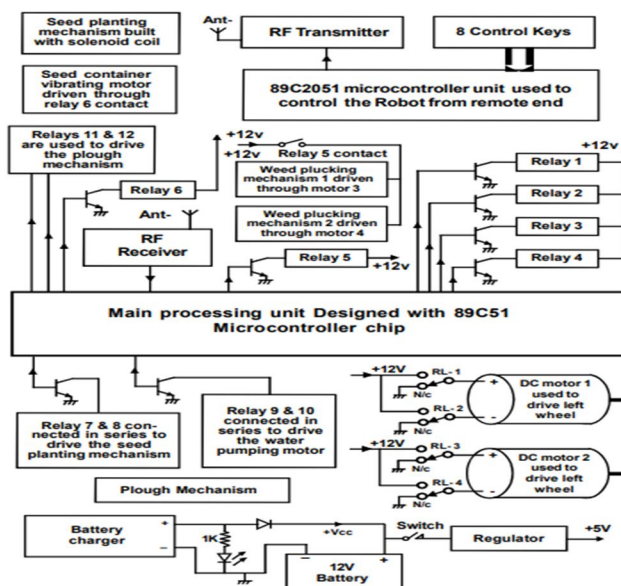 Seed planting
mechanism built
with solenoid coil
Ant-
RF Transmitter
8 Control Keys
Seed container
vibrating motor
driven through
relay 6 contact
89C2051 microcontroller unit used to
control the Robot from remote end
Relays 11 & 12
are used to drive
the plough
mechanism
+12v
+12v
Relay 5 contact
Weed plucking
mechanism 1 driven
through motor 3
Weed plucking
mechanism 2 driven
through motor 4
+12v
Relay 1
Relay 2
Relay 3
Relay 4
Relay 6
Ant-
RF
Receiver
Relay 5
+12v
Main processing unit Designed with 89C51
Microcontroller chip
Relay 7 & 8 con-
nected in series to
drive the seed
planting mechanism
Relay 9 & 10
connected in
series to drive
the water
pumping motor
+12V
RL-1
N/c
RL-2
N/c
+
-
DC motor 1
used to
drive left
wheel
+12V
RL-3
N/c
RL-4
N/c
+
-
DC motor 2
used to
drive left
wheel
Plough Mechanism
Battery
charger
+
–
1K
+Vcc
–
+
12V
Battery
Switch
Regulator
+5V